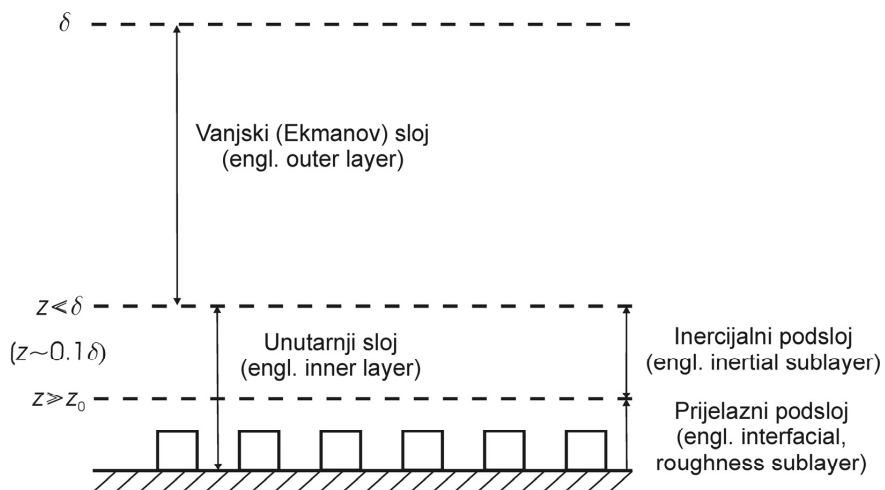 δ
Vanjski (Ekmanov) sloj
(engl. outer layer)
z≪δ
(z~0.1δ)
z≫z₀
Unutarnji sloj
(engl. inner layer)
Inercijalni podsloj
(engl. inertial sublayer)
Prijelazni podsloj
(engl. interfacial,
roughness sublayer)